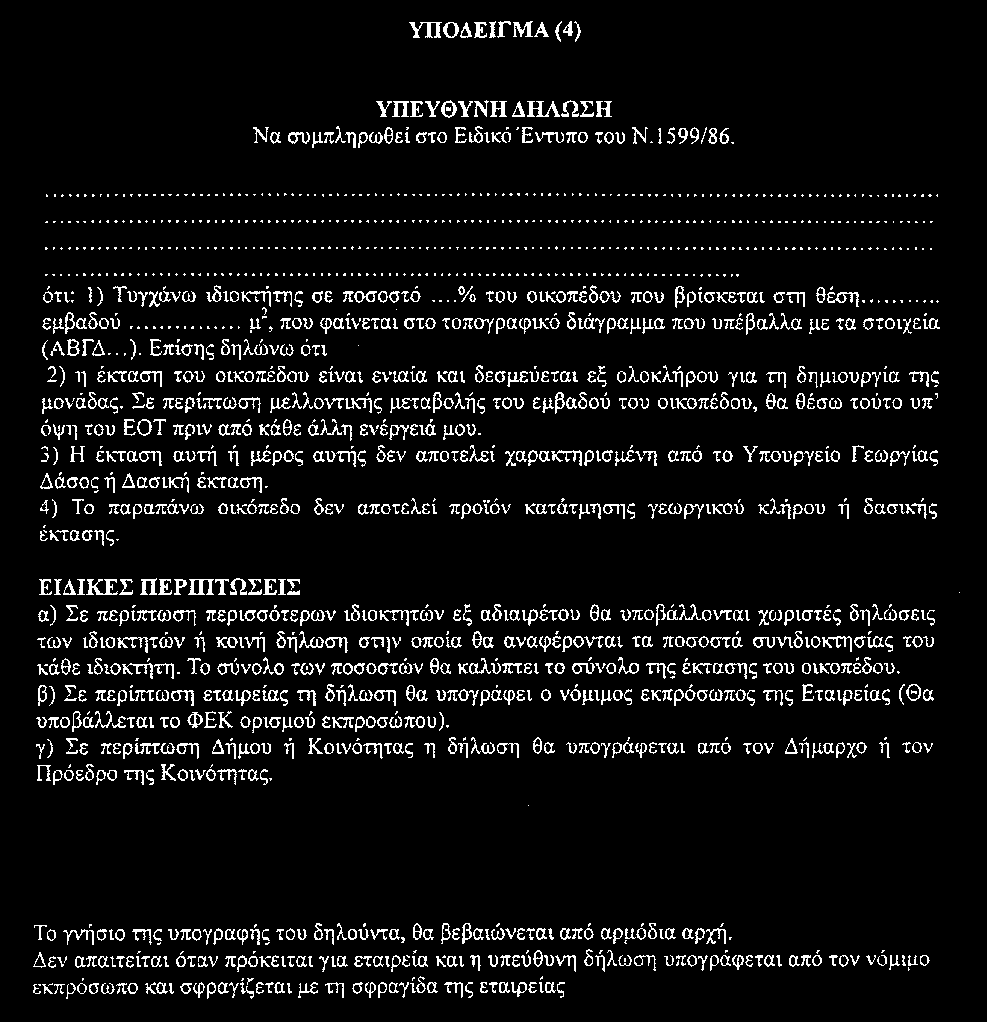 ΥΠΟΔΕΙΓΜΑ (4)
ΥΠΕΥΘΥΝΗ ΔΗΛΩΣΗ
Να συμπληρωθεί στο Ειδικό Έντυπο του Ν.1599/86.
..........................................................................................
..........................................................................................
..........................................................................................
......................................................................
ότι: 1) Τυγχάνω ιδιοκτήτης σε ποσοστό ....% του οικοπέδου που βρίσκεται στη θέση...........
εμβαδού ............... μ², που φαίνεται στο τοπογραφικό διάγραμμα που υπέβαλλα με τα στοιχεία
(ΑΒΓΔ...). Επίσης δηλώνω ότι
2) η έκταση του οικοπέδου είναι ενιαία και δεσμεύεται εξ ολοκλήρου για τη δημιουργία της
μονάδας. Σε περίπτωση μελλοντικής μεταβολής του εμβαδού του οικοπέδου, θα θέσω τούτο υπ'
όψη του ΕΟΤ πριν από κάθε άλλη ενέργειά μου.
3) Η έκταση αυτή ή μέρος αυτής δεν αποτελεί χαρακτηρισμένη από το Υπουργείο Γεωργίας
Δάσος ή Δασική έκταση.
4) Το παραπάνω οικόπεδο δεν αποτελεί προϊόν κατάτμησης γεωργικού κλήρου ή δασικής
έκτασης.
ΕΙΔΙΚΕΣ ΠΕΡΙΠΤΩΣΕΙΣ
α) Σε περίπτωση περισσότερων ιδιοκτητών εξ αδιαιρέτου θα υποβάλλονται χωριστές δηλώσεις
των ιδιοκτητών ή κοινή δήλωση στην οποία θα αναφέρονται τα ποσοστά συνιδιοκτησίας του
κάθε ιδιοκτήτη. Το σύνολο των ποσοστών θα καλύπτει το σύνολο της έκτασης του οικοπέδου.
β) Σε περίπτωση εταιρείας τη δήλωση θα υπογράφει ο νόμιμος εκπρόσωπος της Εταιρείας (Θα
υποβάλλεται το ΦΕΚ ορισμού εκπροσώπου).
γ) Σε περίπτωση Δήμου ή Κοινότητας η δήλωση θα υπογράφεται από τον Δήμαρχο ή τον
Πρόεδρο της Κοινότητας.
Το γνήσιο της υπογραφής του δηλούντα, θα βεβαιώνεται από αρμόδια αρχή.
Δεν απαιτείται όταν πρόκειται για εταιρεία και η υπεύθυνη δήλωση υπογράφεται από τον νόμιμο
εκπρόσωπο και σφραγίζεται με τη σφραγίδα της εταιρείας